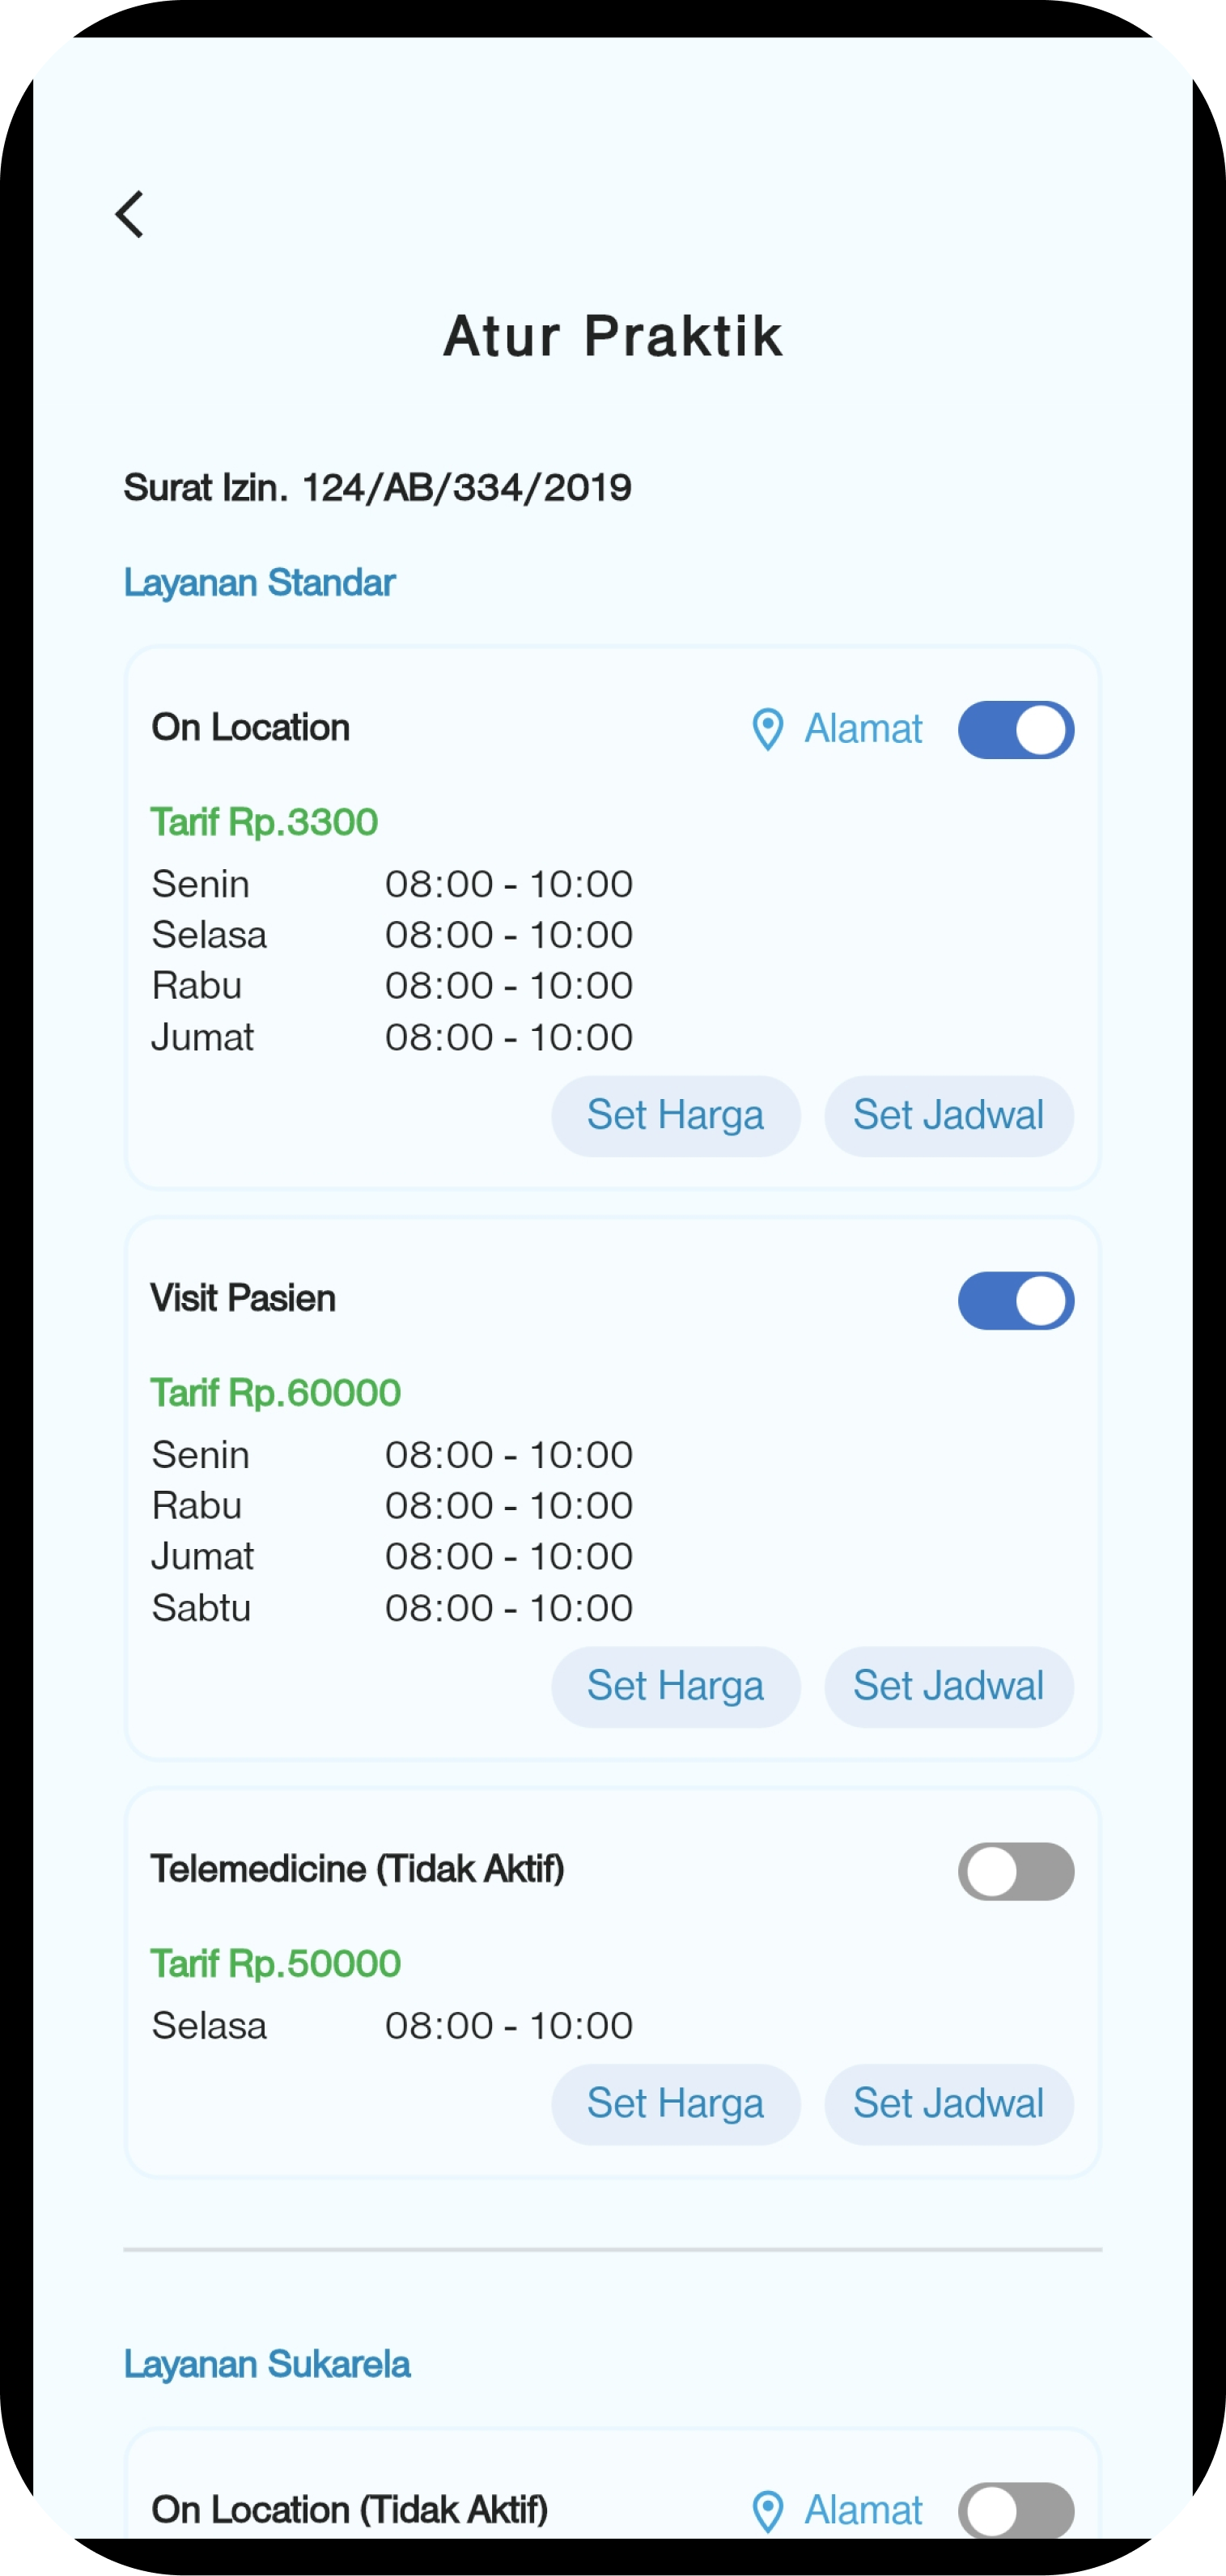 Atur Praktik
Surat Izin. 124/AB/334/2019
Layanan Standar
On Location Alamat
Tarif Rp.3300
Senin 08:00 - 10:00
Selasa 08:00 - 10:00
Rabu 08:00 - 10:00
Jumat 08:00 - 10:00
Set Harga Set Jadwal
Visit Pasien
Tarif Rp.60000
Senin 08:00 - 10:00
Rabu 08:00 - 10:00
Jumat 08:00 - 10:00
Sabtu 08:00 - 10:00
Set Harga Set Jadwal
Telemedicine (Tidak Aktif)
Tarif Rp.50000
Selasa 08:00 - 10:00
Set Harga Set Jadwal
Layanan Sukarela
On Location (Tidak Aktif) Alamat